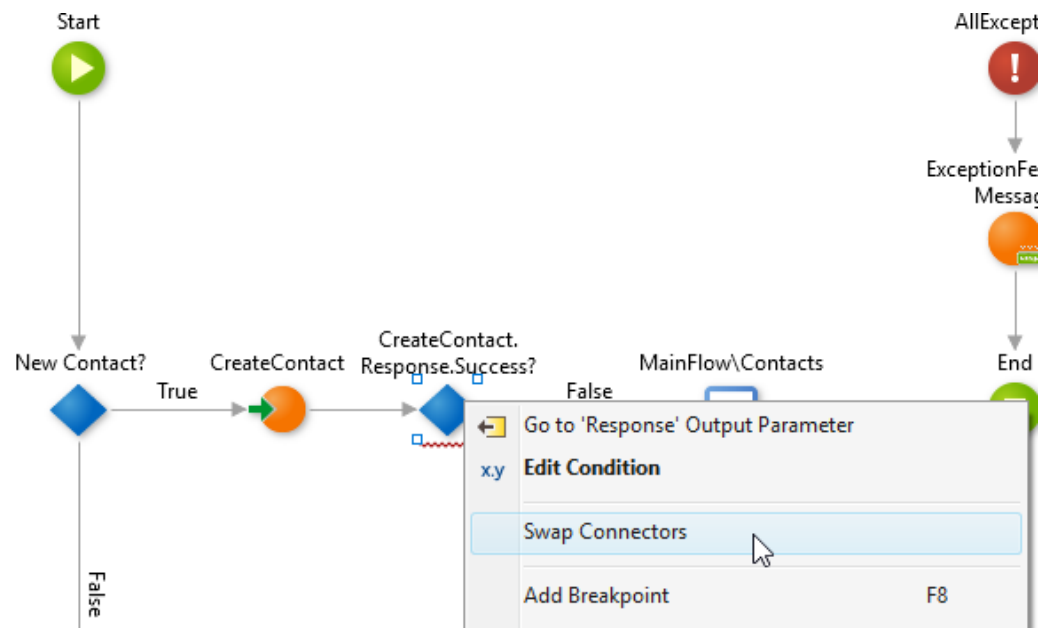 Start
AllExcept
ExceptionFe
Messag
CreateContact.
Response.Success?
New Contact?
CreateContact
MainFlow\Contacts
End
True
False
Go to 'Response' Output Parameter
x.y
Edit Condition
Swap Connectors
Add Breakpoint
F8
False